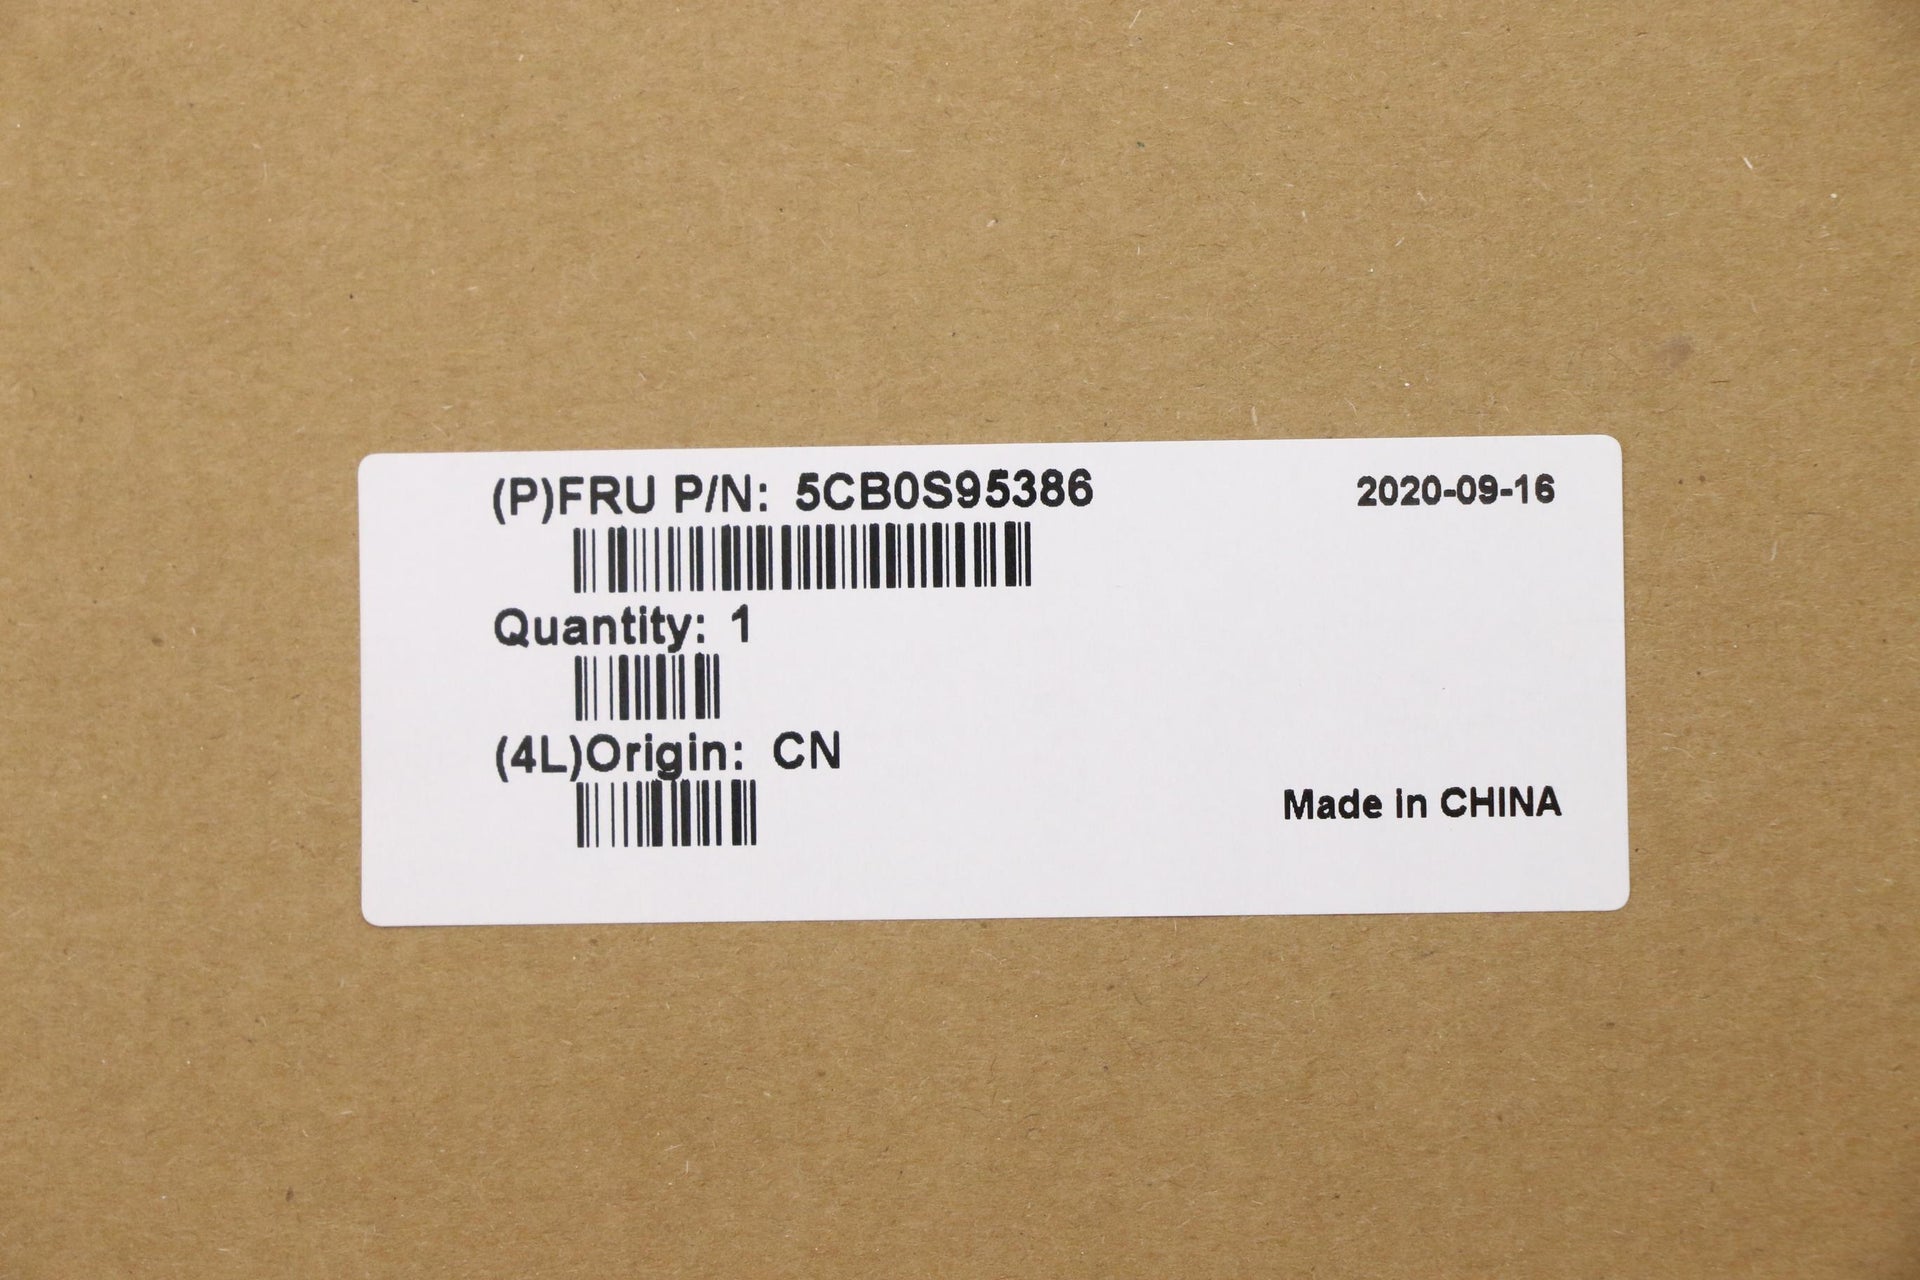 (P)FRU P/N: 5CB0S95386
2020-09-16
Quantity: 1
(4L)Origin: CN
Made in CHINA